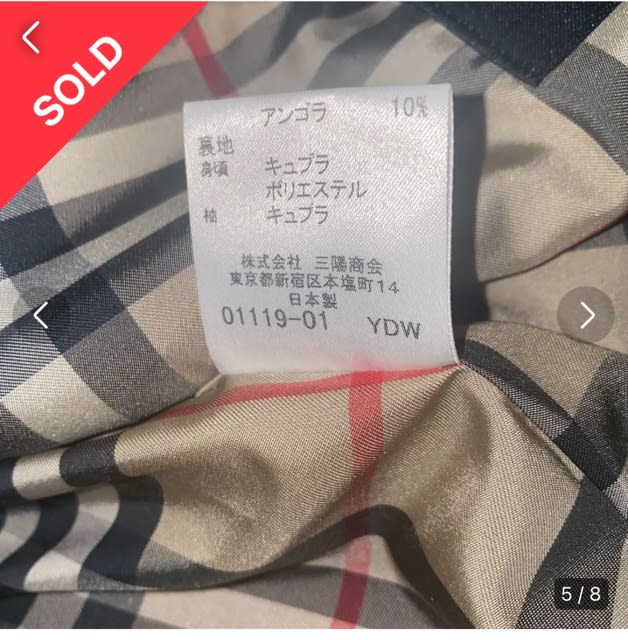 SOLD
アンゴラ 10%
裏地
身頃 キュプラ
ポリエステル
袖 キュプラ
株式会社 三陽商会
東京都新宿区本塩町14
日本製
01119-01 YDW
5 / 8